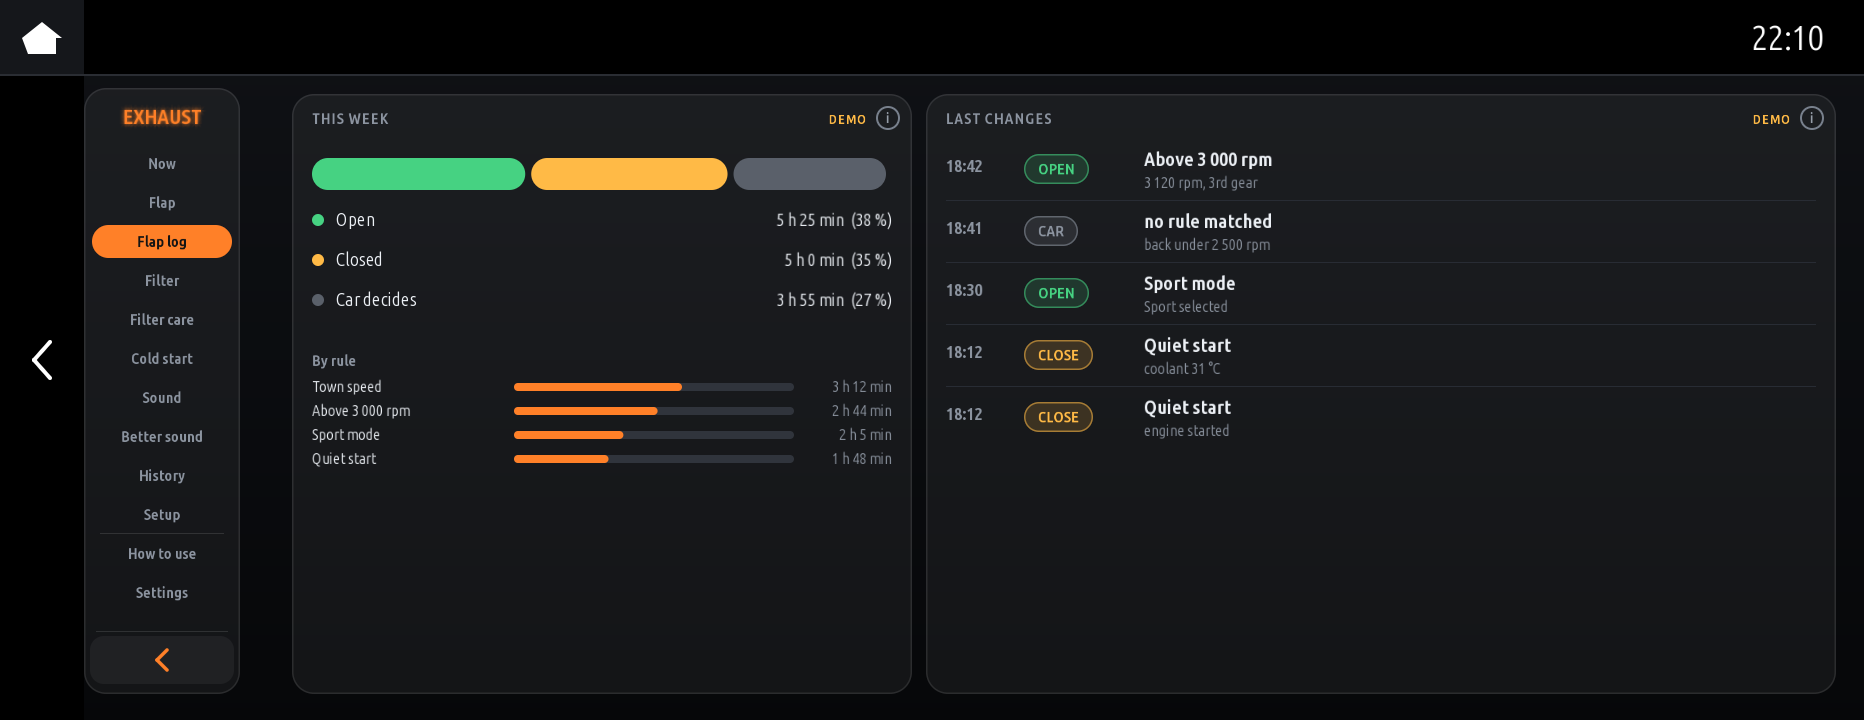 22:10
EXHAUST
Now
Flap
Flap log
Filter
Filter care
Cold start
Sound
Better sound
History
Setup
How to use
Settings
THIS WEEK
DEMO
i
Open
5 h 25 min (38 %)
Closed
5 h 0 min (35 %)
Car decides
3 h 55 min (27 %)
By rule
Town speed
3 h 12 min
Above 3 000 rpm
2 h 44 min
Sport mode
2 h 5 min
Quiet start
1 h 48 min
LAST CHANGES
DEMO
i
18:42
OPEN
Above 3 000 rpm
3 120 rpm, 3rd gear
18:41
CAR
no rule matched
back under 2 500 rpm
18:30
OPEN
Sport mode
Sport selected
18:12
CLOSE
Quiet start
coolant 31 °C
18:12
CLOSE
Quiet start
engine started